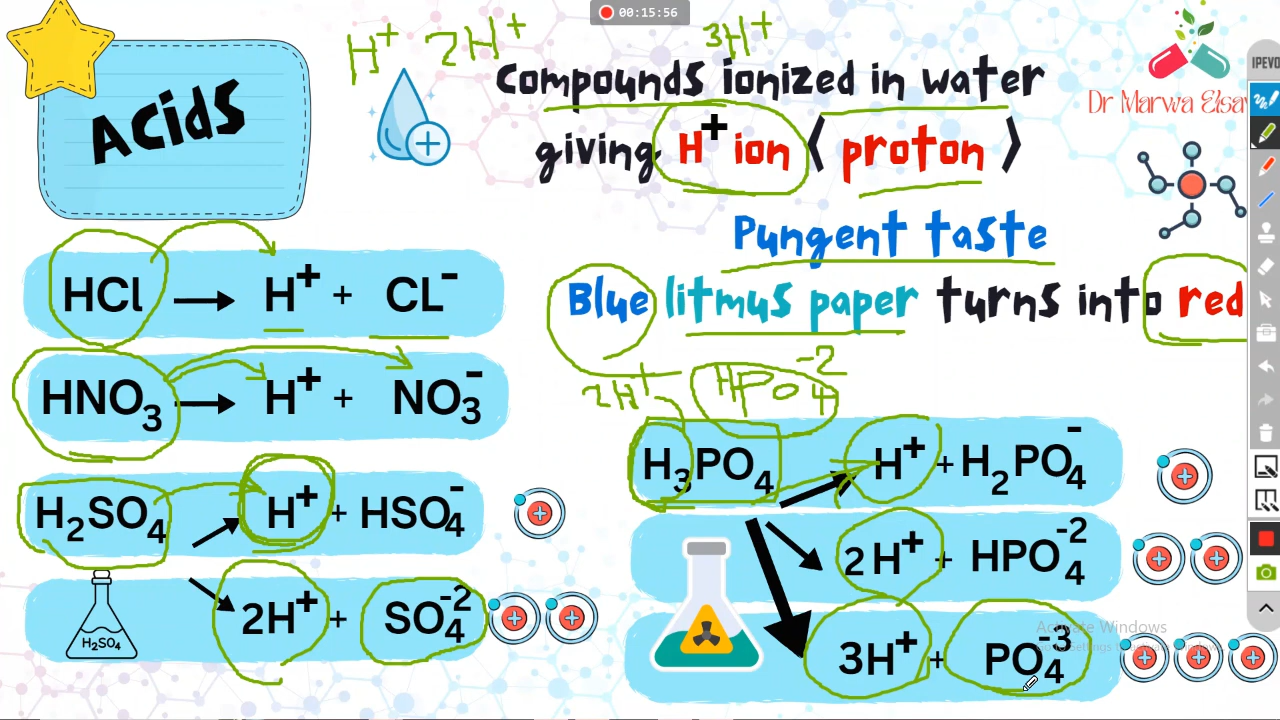 00:15:56
H+ 2H+ 3H+
IPEVO
Acids
Compounds ionized in water
giving H+ ion ( proton )
Dr Marwa Elsa
Pungent taste
Blue litmus paper turns into red
HCl → H+ + CL-
HNO3 → H+ + NO3-
H2SO4 → H+ + HSO4-
→ 2H+ + SO4-2
H2SO4
2H+ HPO4-2
H3PO4 → H+ + H2PO4-
→ 2H+ + HPO4-2
→ 3H+ + PO4-3
Activate Windows